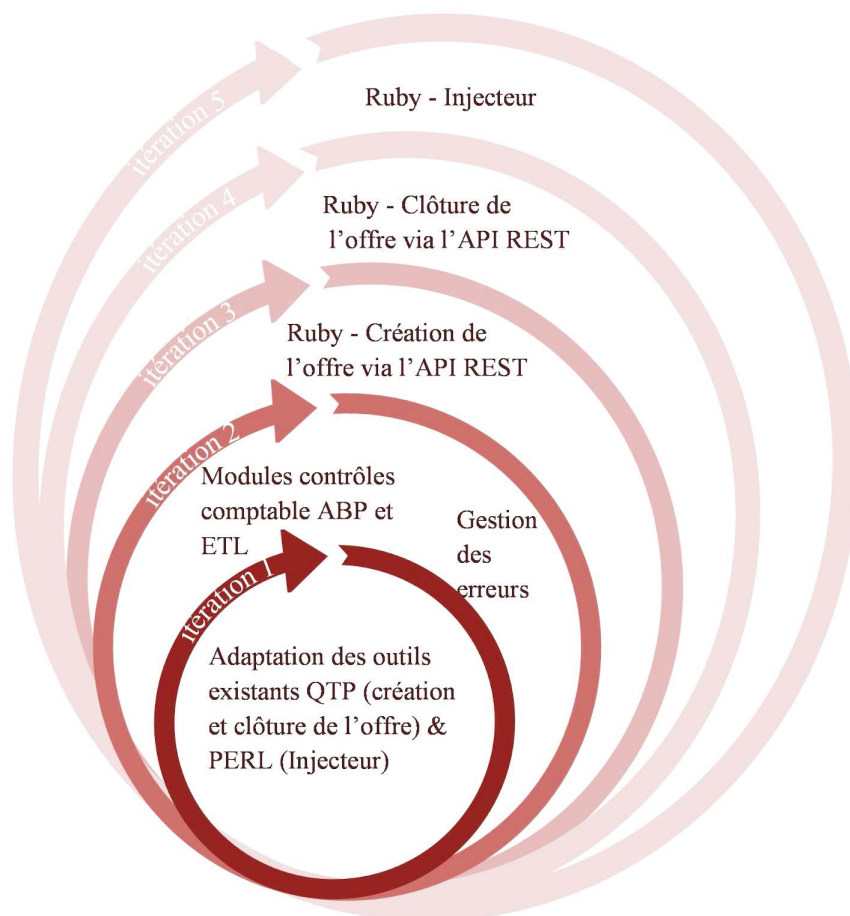 itération 5
Ruby - Injecteur
itération 4
Ruby - Clôture de
l’offre via l’API REST
itération 3
Ruby - Création de
l’offre via l’API REST
itération 2
Modules contrôles
comptable ABP et
ETL
Gestion
des
erreurs
itération 1
Adaptation des outils
existants QTP (création
et clôture de l’offre) &
PERL (Injecteur)